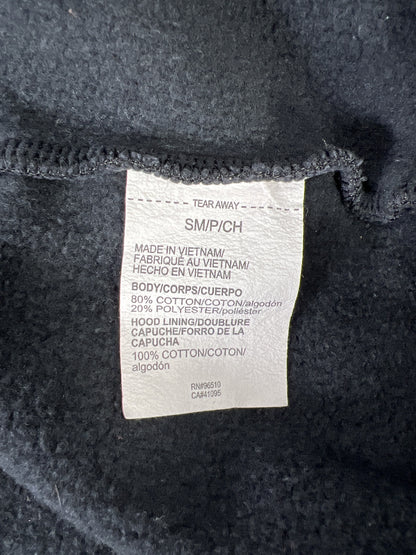 --- TEAR AWAY ---
SM/P/CH
MADE IN VIETNAM/
FABRIQUÉ AU VIETNAM/
HECHO EN VIETNAM
BODY/CORPS/CUERPO
80% COTTON/COTON/algodón
20% POLYESTER/poliéster
HOOD LINING/DOUBLURE
CAPUCHE/FORRO DE LA
CAPUCHA
100% COTTON/COTON/
algodón
RN#96510
CA#41095